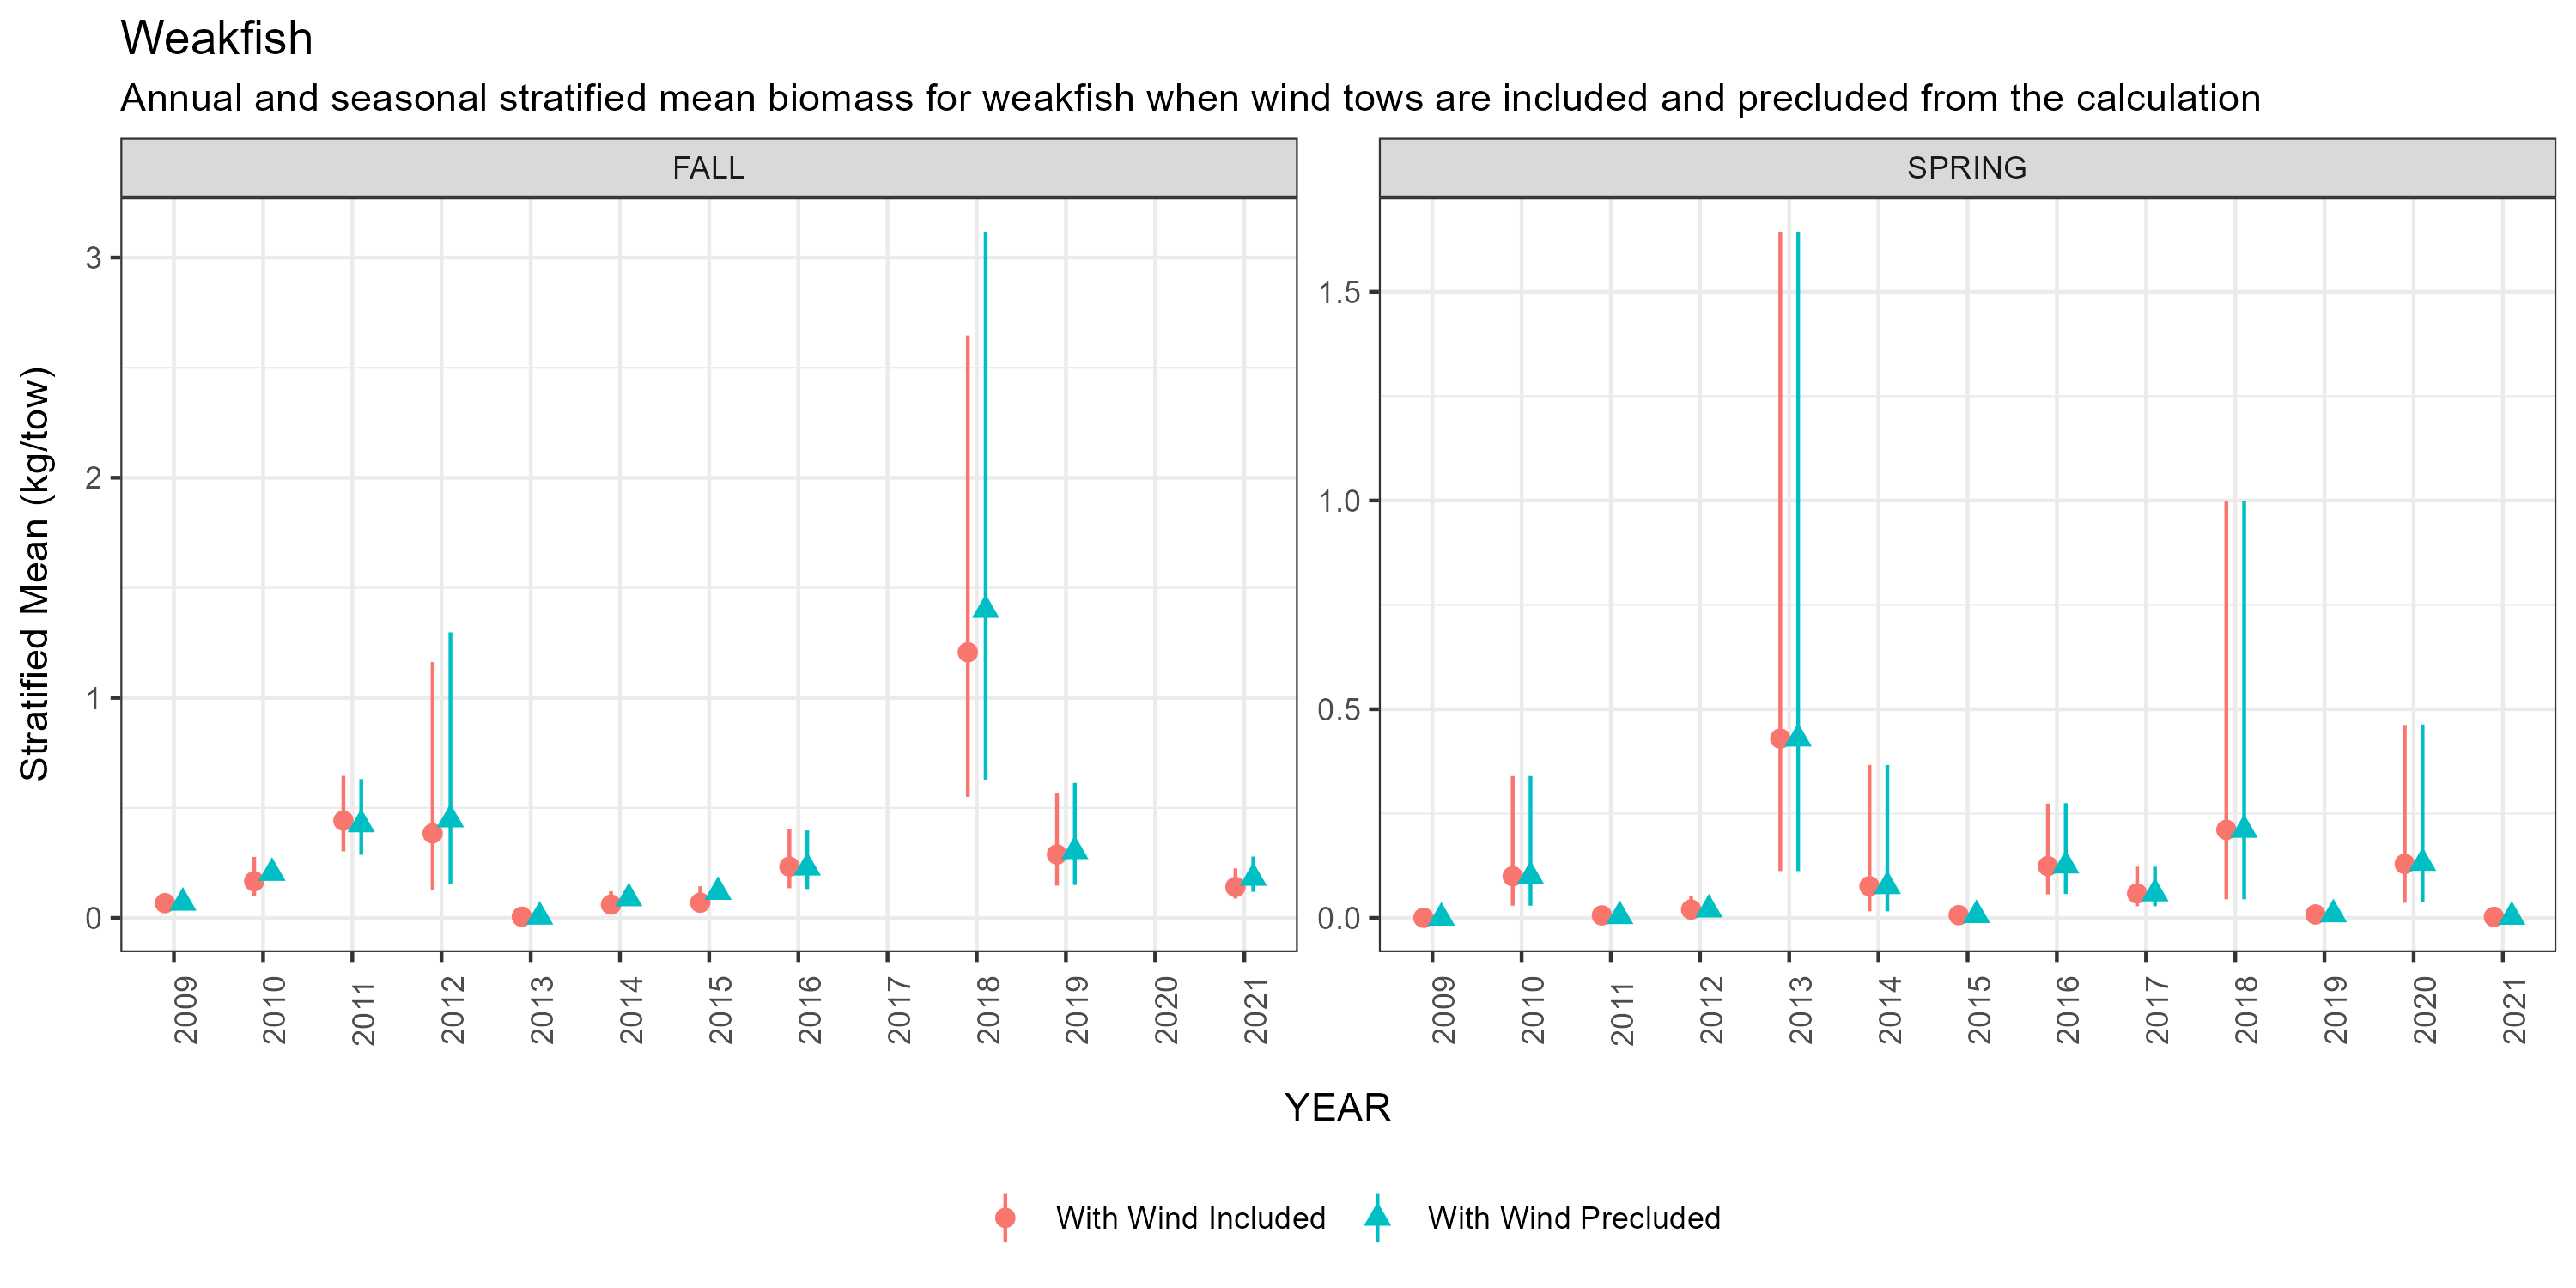 Weakfish
Annual and seasonal stratified mean biomass for weakfish when wind tows are included and precluded from the calculation
FALL
SPRING
Stratified Mean (kg/tow)
3
2
1
0
1.5
1.0
0.5
0.0
2009 2010 2011 2012 2013 2014 2015 2016 2017 2018 2019 2020 2021
2009 2010 2011 2012 2013 2014 2015 2016 2017 2018 2019 2020 2021
YEAR
With Wind Included
With Wind Precluded